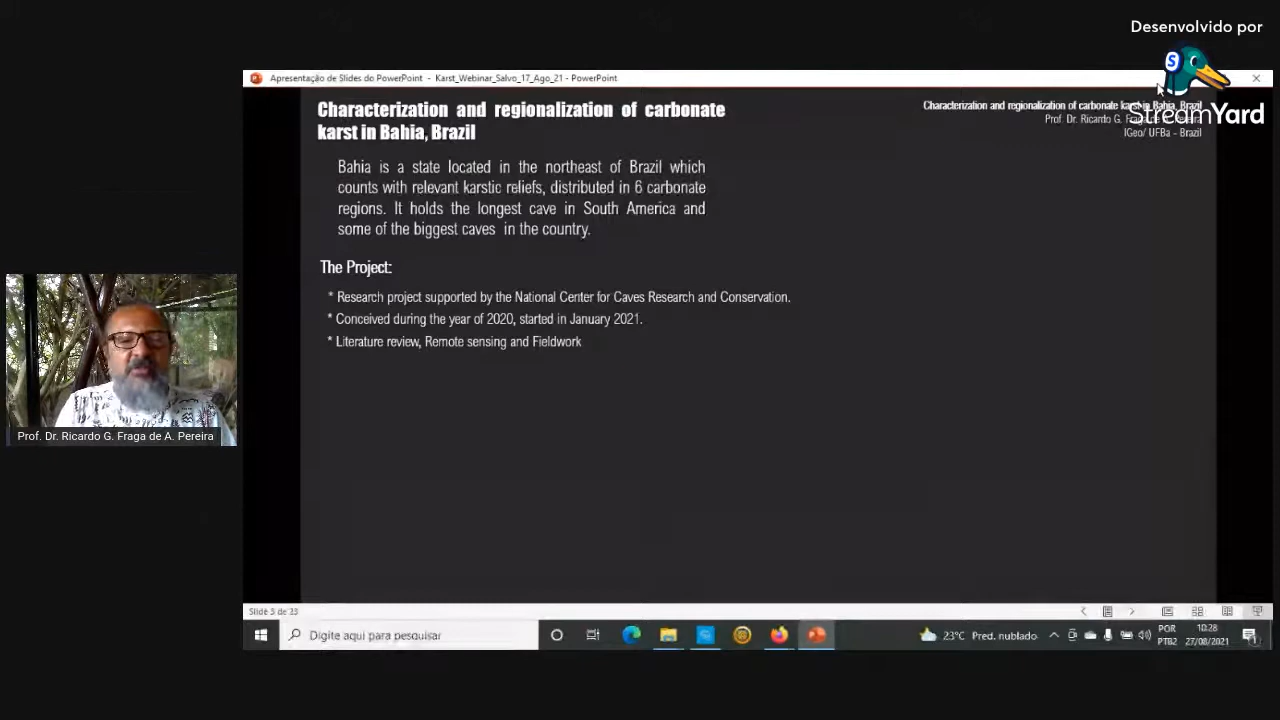 Desenvolvido por
StreamYard
Apresentação de Slides do PowerPoint - Karst_Webinar_Salvo_17_Ago_21 - PowerPoint
Characterization and regionalization of carbonate
karst in Bahia, Brazil
Characterization and regionalization of carbonate karst in Bahia, Brazil
Prof. Dr. Ricardo G.
IGeo/ UFBa - Brazil
Bahia is a state located in the northeast of Brazil which
counts with relevant karstic reliefs, distributed in 6 carbonate
regions. It holds the longest cave in South America and
some of the biggest caves in the country.
The Project:
* Research project supported by the National Center for Caves Research and Conservation.
* Conceived during the year of 2020, started in January 2021.
* Literature review, Remote sensing and Fieldwork
Prof. Dr. Ricardo G. Fraga de A. Pereira
Slide 3 de 33
Digite aqui para pesquisar
23°C Pred. nublado
POR
PTB2
10:28
27/08/2021